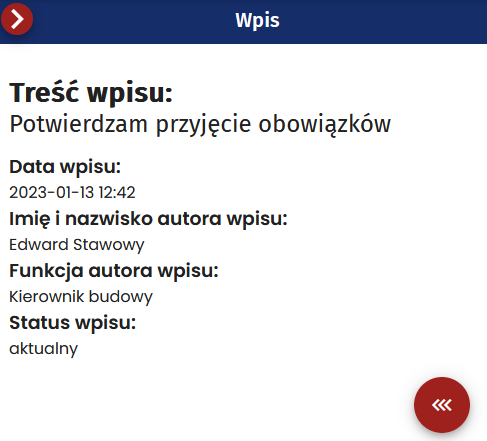 Wpis
Treść wpisu:
Potwierdzam przyjęcie obowiązków
Data wpisu:
2023-01-13 12:42
Imię i nazwisko autora wpisu:
Edward Stawowy
Funkcja autora wpisu:
Kierownik budowy
Status wpisu:
aktualny